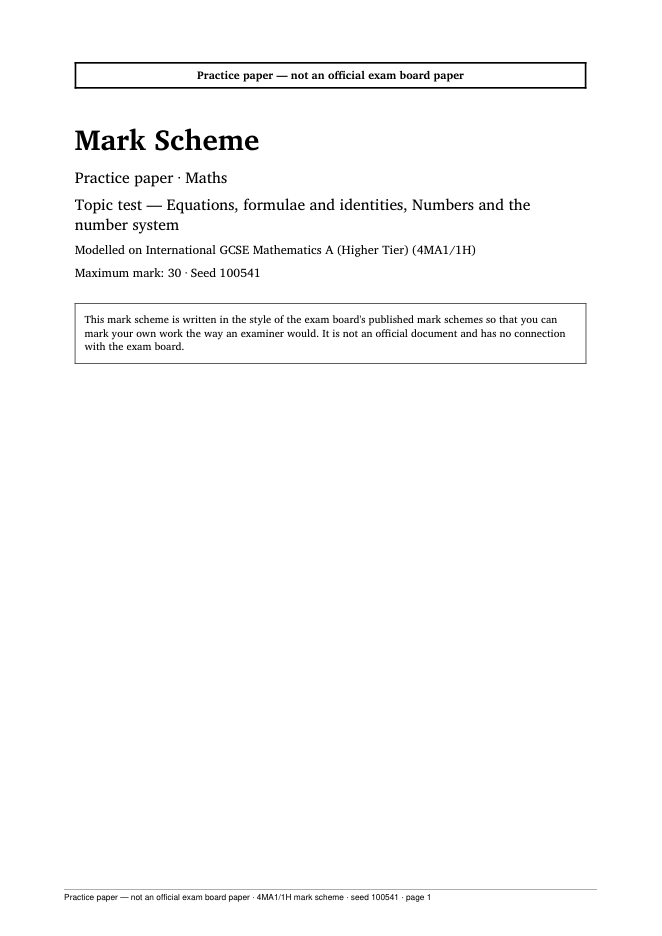 Practice paper — not an official exam board paper
Mark Scheme
Practice paper · Maths
Topic test — Equations, formulae and identities, Numbers and the
number system
Modelled on International GCSE Mathematics A (Higher Tier) (4MA1/1H)
Maximum mark: 30 · Seed 100541
This mark scheme is written in the style of the exam board's published mark schemes so that you can
mark your own work the way an examiner would. It is not an official document and has no connection
with the exam board.
Practice paper — not an official exam board paper · 4MA1/1H mark scheme · seed 100541 · page 1